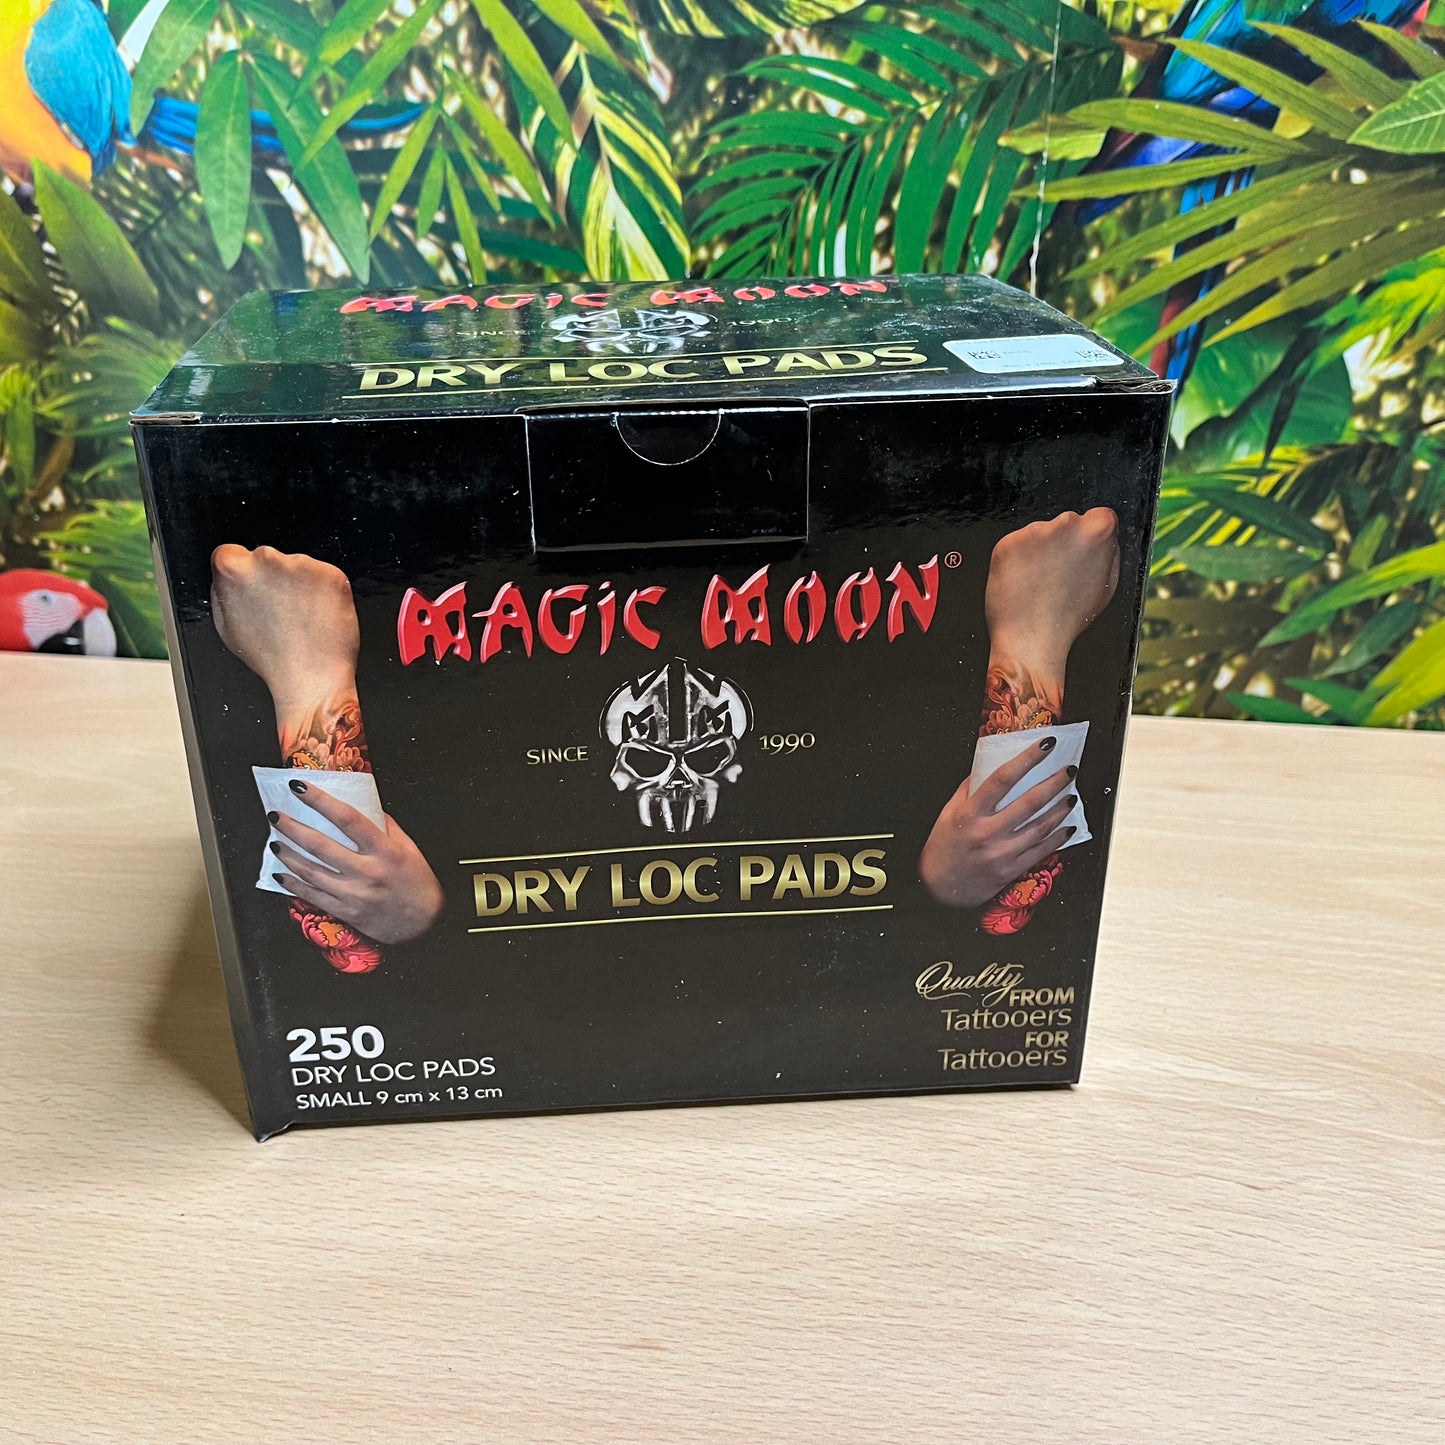 MAGIC MOON
SINCE 1990
DRY LOC PADS
MAGIC MOON®
SINCE 1990
DRY LOC PADS
Quality FROM
Tattooers
FOR
Tattooers
250
DRY LOC PADS
SMALL 9 cm x 13 cm